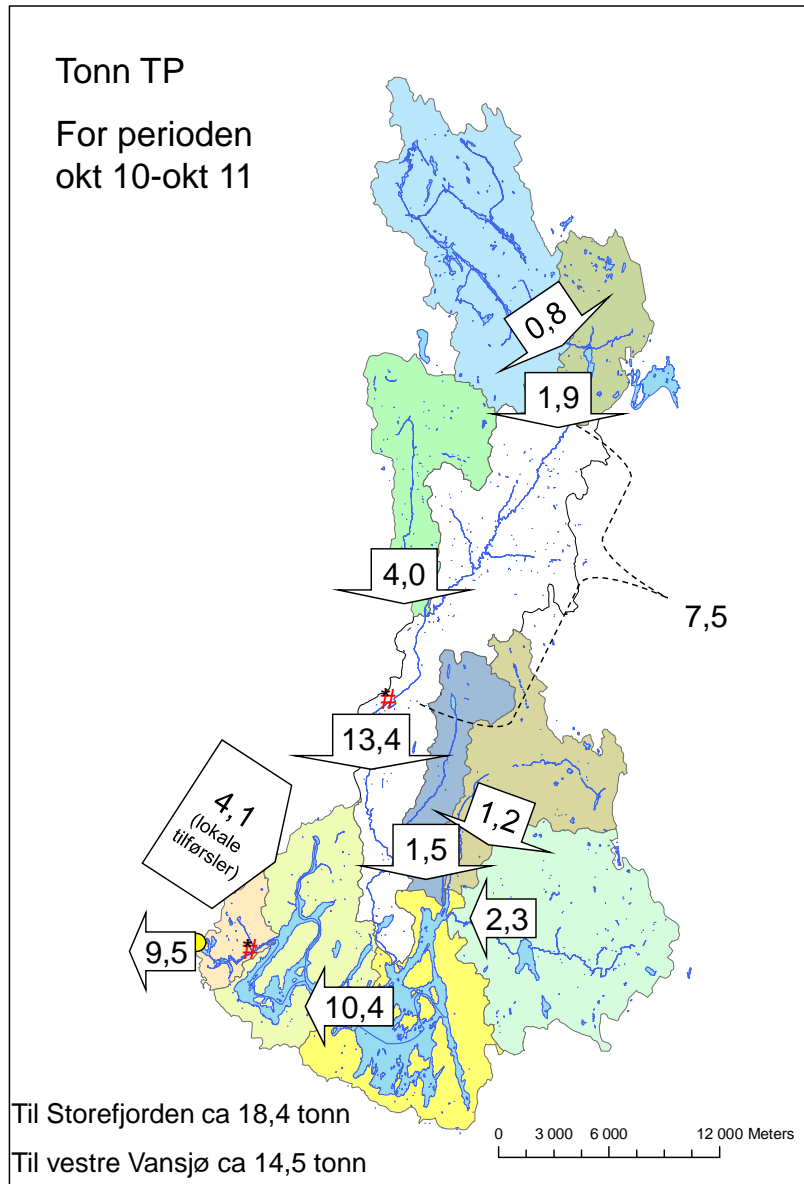 Tonn TP
For perioden
okt 10-okt 11
0,8
1,9
4,0
7,5
*
#
13,4
4,1
(lokale
tilførsler)
1,2
1,5
2,3
9,5
*
#
10,4
Til Storefjorden ca 18,4 tonn
Til vestre Vansjø ca 14,5 tonn
0 3 000 6 000 12 000 Meters